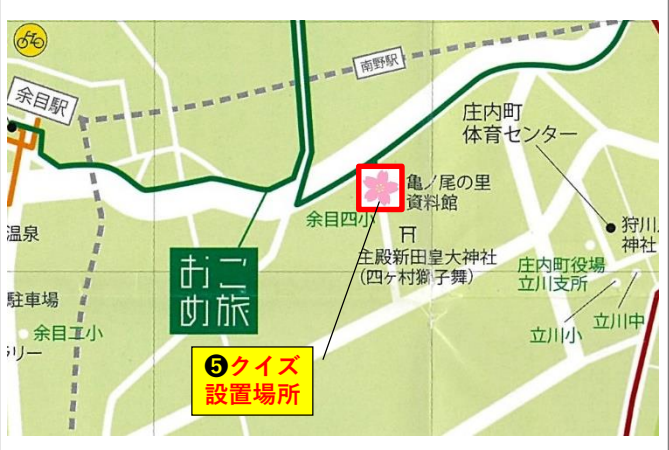 余目駅
南野駅
庄内町
体育センター
亀ノ尾の里
資料館
余目四小
主殿新田皇大神社
(四ヶ村獅子舞)
狩川
神社
庄内町役場
立川支所
立川小
立川中
温泉
駐車場
余目二小
ラリー
おこ
め旅
❺クイズ
設置場所